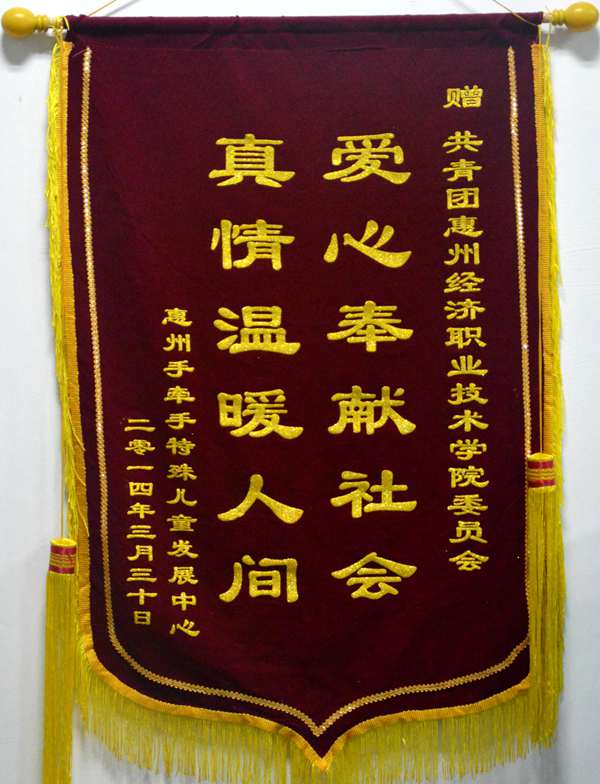 赠 共青团惠州经济职业技术学院委员会
爱心奉献社会
真情温暖人间
惠州手牵手特殊儿童发展中心
二零一四年三月三十日